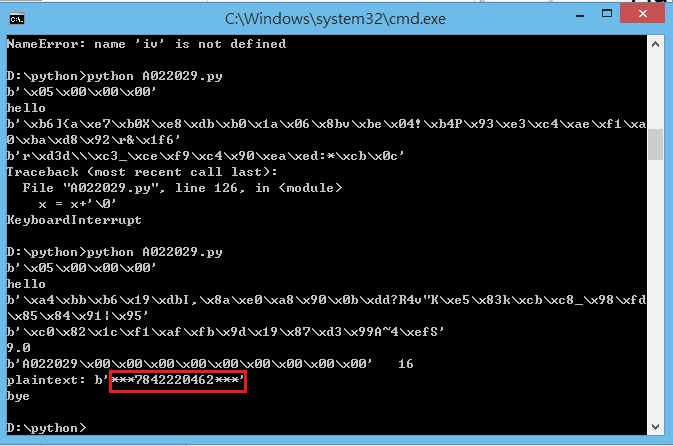 C:\Windows\system32\cmd.exe
NameError: name 'iv' is not defined
D:\python>python A022029.py
b'\x05\x00\x00\x00'
hello
b'\xb6]{a\xe7\xb0X\xe8\xdb\xb0\x1a\x06\x8bv\xbe\x04!\xb4P\x93\xe3\xc4\xae\xf1\xa
0\xba\xd8\x92\r&\x1f6'
b'r\xd3d\\\xc3_\xce\xf9\xc4\x90\xea\xed:*\xcb\x0c'
Traceback (most recent call last):
File "A022029.py", line 126, in <module>
x = x+'\0'
KeyboardInterrupt
D:\python>python A022029.py
b'\x05\x00\x00\x00'
hello
b'\xa4\xbb\xb6\x19\xdbI,\x8a\xe0\xa8\x90\x0b\xdd?R4v"K\xe5\x83k\xcb\xc8_\x98\xfd
\x85\x84\x91¦\x95'
b'\xc0\x82\x1c\xf1\xaf\xfb\x9d\x19\x87\xd3\x99A~4\xefS'
9.0
b'A022029\x00\x00\x00\x00\x00\x00\x00\x00\x00' 16
plaintext: b'***7842220462***'
bye
D:\python>